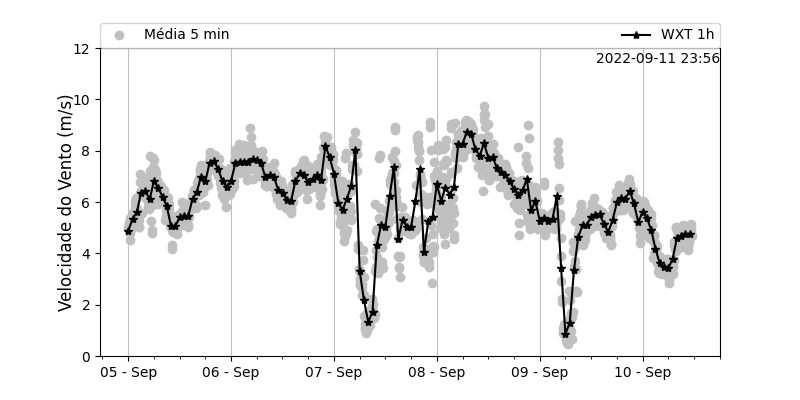 Média 5 min
WXT 1h
2022-09-11 23:56
Velocidade do Vento (m/s)
12
10
8
6
4
2
0
05 - Sep
06 - Sep
07 - Sep
08 - Sep
09 - Sep
10 - Sep